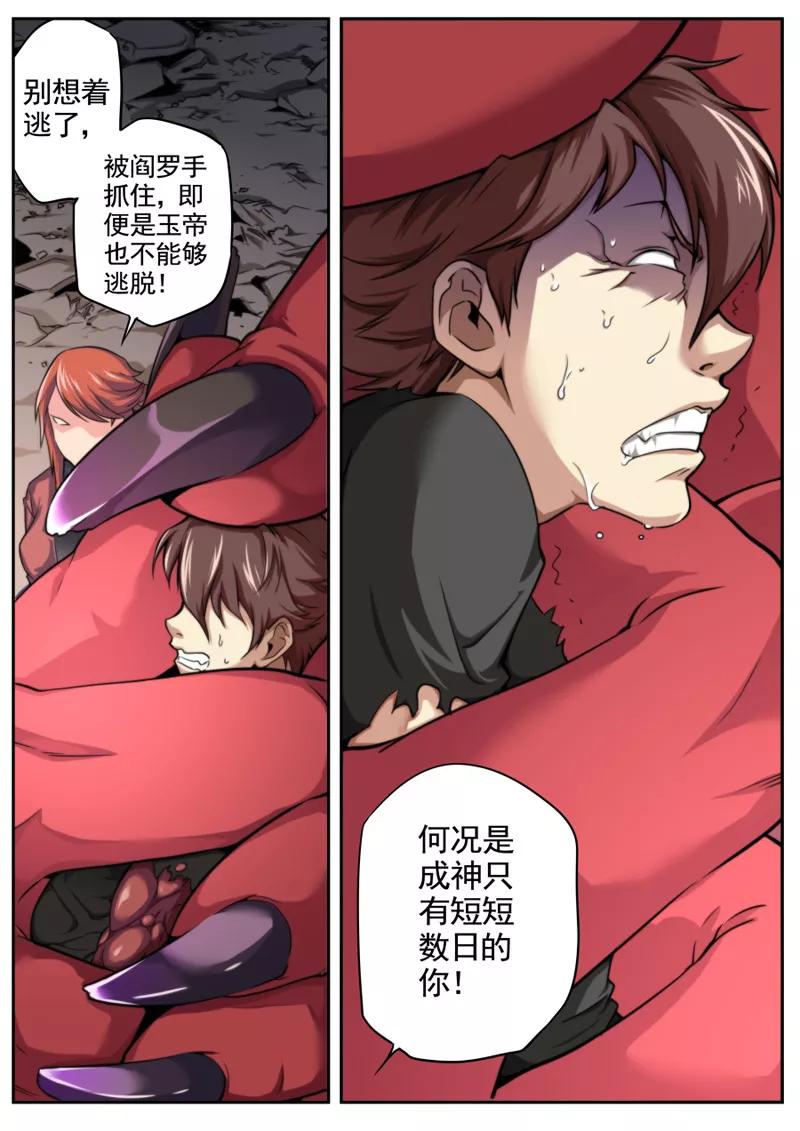 别想着
逃了，
被阎罗手
抓住，即
便是玉帝
也不能够
逃脱！
何况是
成神只
有短短
数日的
你！